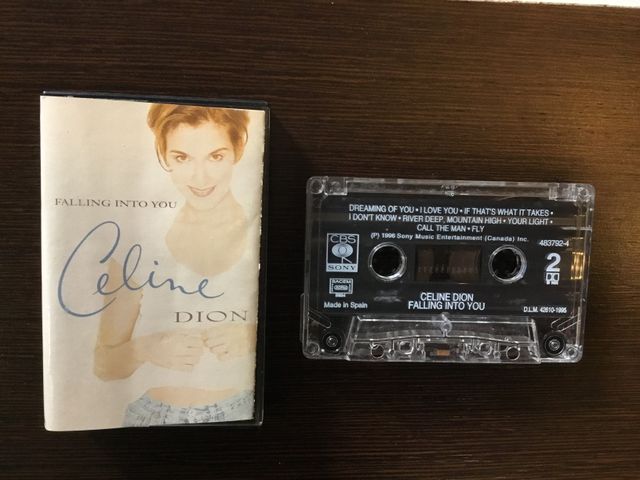 FALLING INTO YOU
Celine
DION
DREAMING OF YOU • I LOVE YOU • IF THAT'S WHAT IT TAKES •
I DON'T KNOW • RIVER DEEP, MOUNTAIN HIGH • YOUR LIGHT •
CALL THE MAN • FLY
(P) 1996 Sony Music Entertainment (Canada) Inc.
483792-4
CBS
SONY
2
SACEM
Made in Spain
CELINE DION
FALLING INTO YOU
D.L.M. 42610-1995